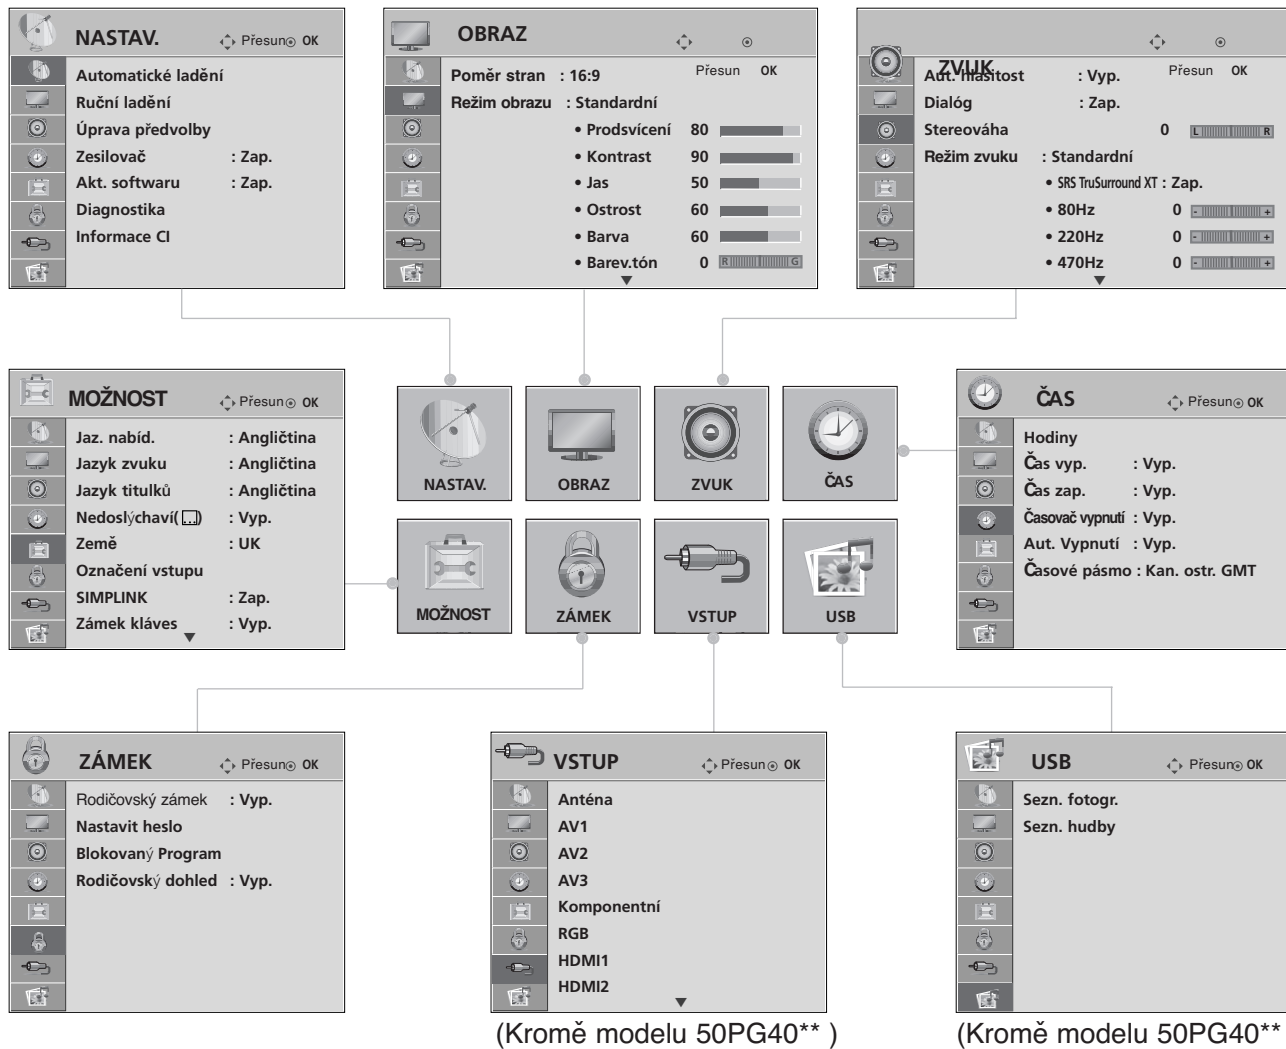 NASTAV.
Přesun OK
Automatické ladění
Ruční ladění
Úprava předvolby
Zesilovač : Zap.
Akt. softwaru : Zap.
Diagnostika
Informace CI
OBRAZ
Přesun OK
Poměr stran : 16:9
Režim obrazu : Standardní
• Prodsvícení 80
• Kontrast 90
• Jas 50
• Ostrost 60
• Barva 60
• Barev.tón 0 R G
ZVUK
Přesun OK
Aut. hlasitost : Vyp.
Dialóg : Zap.
Stereováha 0 L R
Režim zvuku : Standardní
• SRS TruSurround XT : Zap.
• 80Hz 0 - +
• 220Hz 0 - +
• 470Hz 0 - +
MOŽNOST
Přesun OK
Jaz. nabíd. : Angličtina
Jazyk zvuku : Angličtina
Jazyk titulků : Angličtina
Nedoslýchaví( ) : Vyp.
Země : UK
Označení vstupu
SIMPLINK : Zap.
Zámek kláves : Vyp.
NASTAV.
OBRAZ
ZVUK
ČAS
MOŽNOST
ZÁMEK
VSTUP
USB
ČAS
Přesun OK
Hodiny
Čas vyp. : Vyp.
Čas zap. : Vyp.
Časovač vypnutí : Vyp.
Aut. Vypnutí : Vyp.
Časové pásmo : Kan. ostr. GMT
ZÁMEK
Přesun OK
Rodičovský zámek : Vyp.
Nastavit heslo
Blokovaný Program
Rodičovský dohled : Vyp.
VSTUP
Přesun OK
Anténa
AV1
AV2
AV3
Komponentní
RGB
HDMI1
HDMI2
(Kromě modelu 50PG40** )
USB
Přesun OK
Sezn. fotogr.
Sezn. hudby
(Kromě modelu 50PG40**